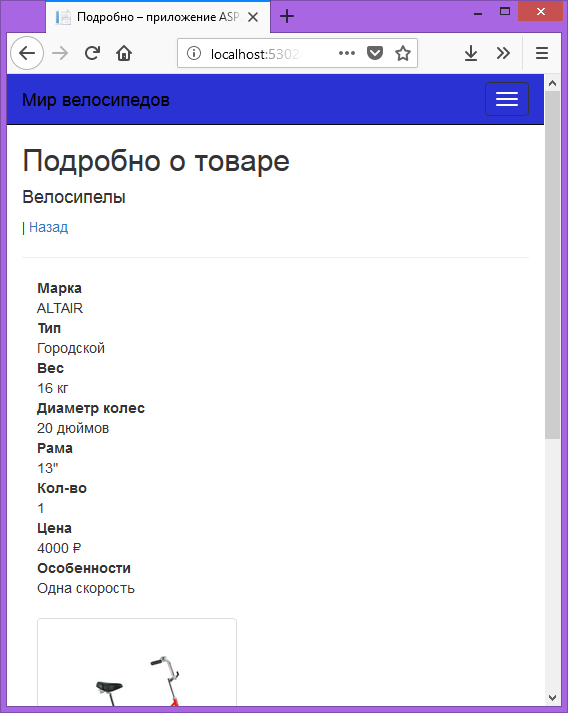 Подробно – приложение ASP
localhost:5302
Мир велосипедов
Подробно о товаре
Велосипелы
| Назад
Марка
ALTAIR
Тип
Городской
Вес
16 кг
Диаметр колес
20 дюймов
Рама
13"
Кол-во
1
Цена
4000 ₽
Особенности
Одна скорость